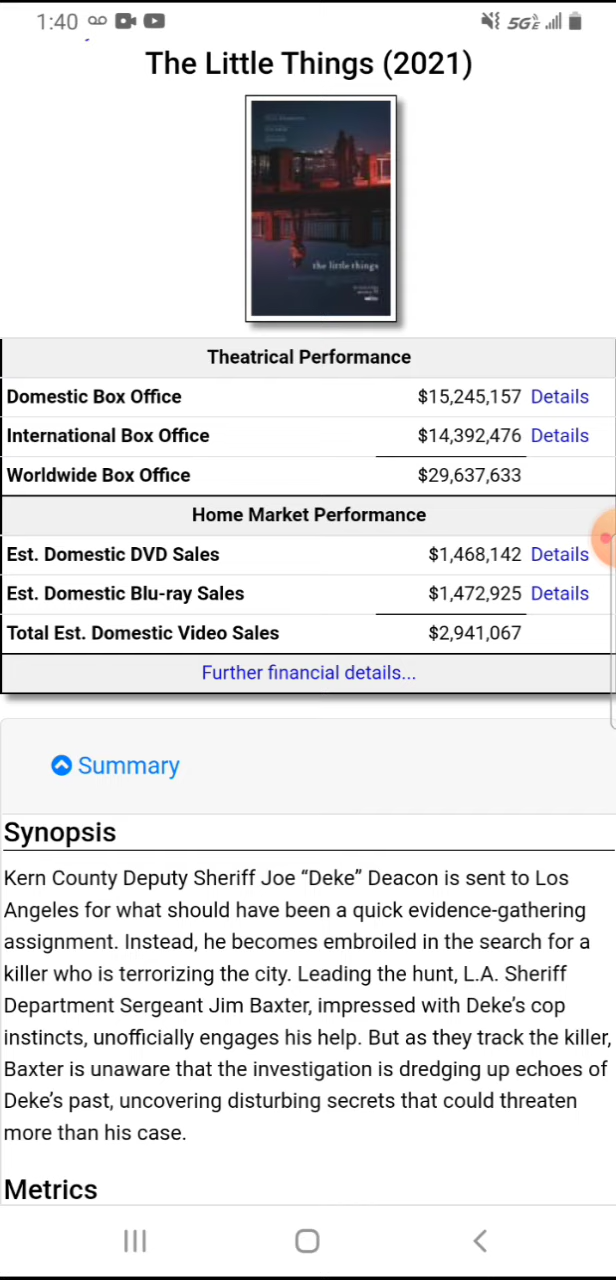 1:40
5GE
The Little Things (2021)
the little things
Theatrical Performance
Domestic Box Office $15,245,157 Details
International Box Office $14,392,476 Details
Worldwide Box Office $29,637,633
Home Market Performance
Est. Domestic DVD Sales $1,468,142 Details
Est. Domestic Blu-ray Sales $1,472,925 Details
Total Est. Domestic Video Sales $2,941,067
Further financial details...
Summary
Synopsis
Kern County Deputy Sheriff Joe “Deke” Deacon is sent to Los
Angeles for what should have been a quick evidence-gathering
assignment. Instead, he becomes embroiled in the search for a
killer who is terrorizing the city. Leading the hunt, L.A. Sheriff
Department Sergeant Jim Baxter, impressed with Deke’s cop
instincts, unofficially engages his help. But as they track the killer,
Baxter is unaware that the investigation is dredging up echoes of
Deke’s past, uncovering disturbing secrets that could threaten
more than his case.
Metrics